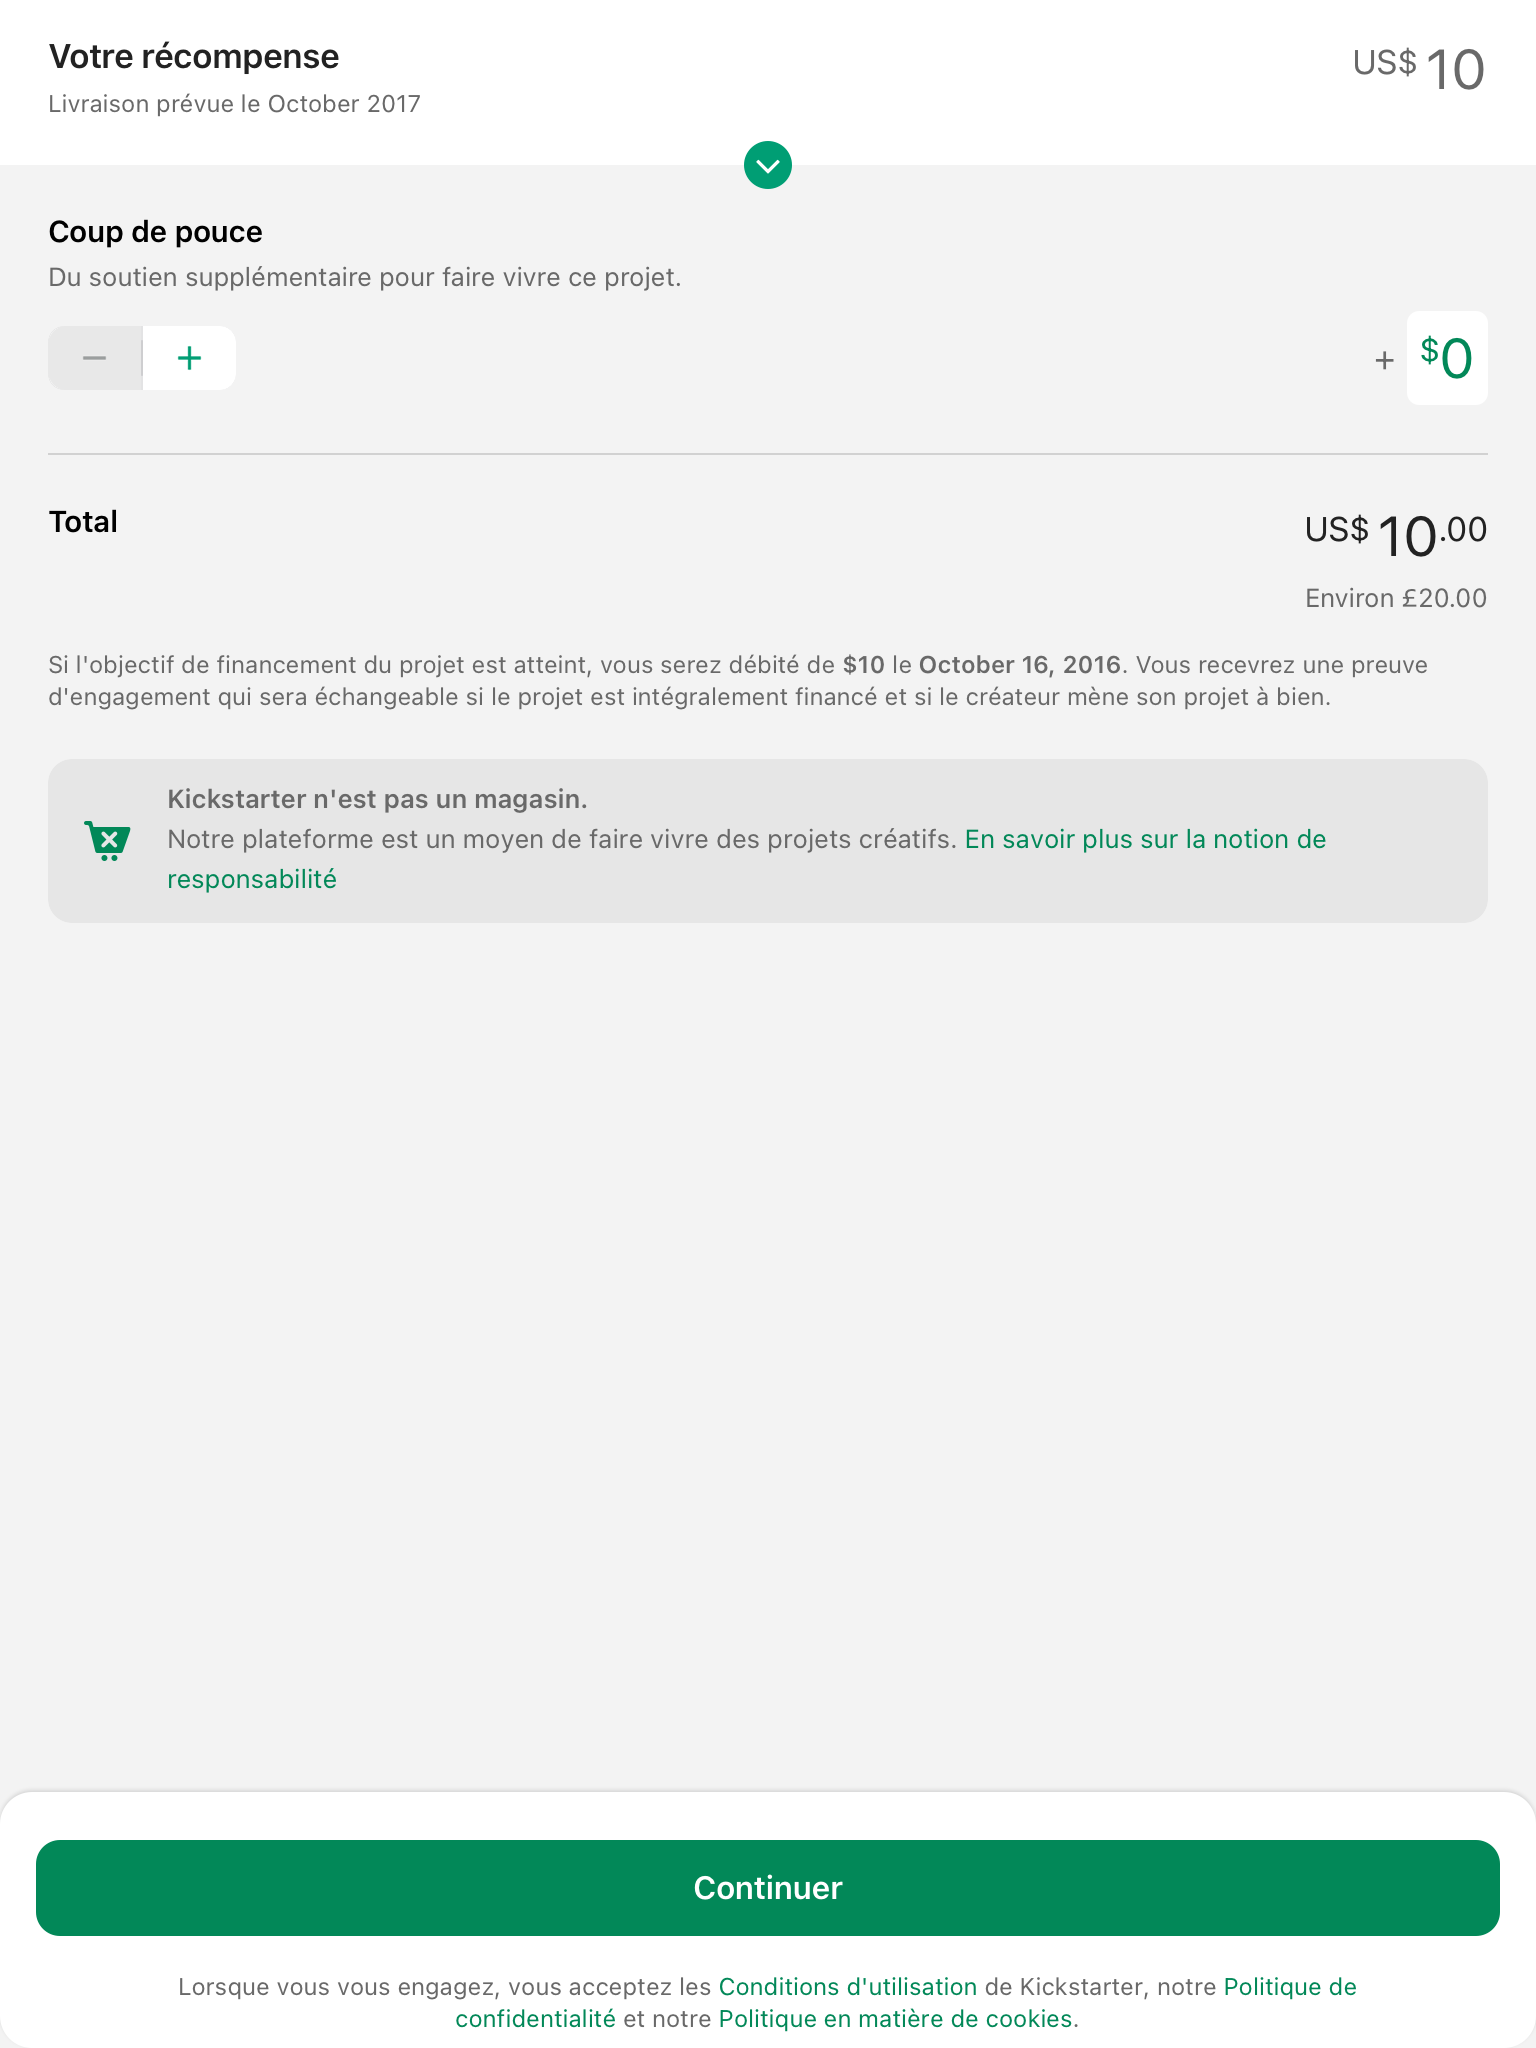 Votre récompense
US$ 10
Livraison prévue le October 2017
Coup de pouce
Du soutien supplémentaire pour faire vivre ce projet.
− + + $0
Total
US$ 10.00
Environ £20.00
Si l'objectif de financement du projet est atteint, vous serez débité de $10 le October 16, 2016. Vous recevrez une preuve
d'engagement qui sera échangeable si le projet est intégralement financé et si le créateur mène son projet à bien.
Kickstarter n'est pas un magasin.
Notre plateforme est un moyen de faire vivre des projets créatifs. En savoir plus sur la notion de
responsabilité
Continuer
Lorsque vous vous engagez, vous acceptez les Conditions d'utilisation de Kickstarter, notre Politique de
confidentialité et notre Politique en matière de cookies.